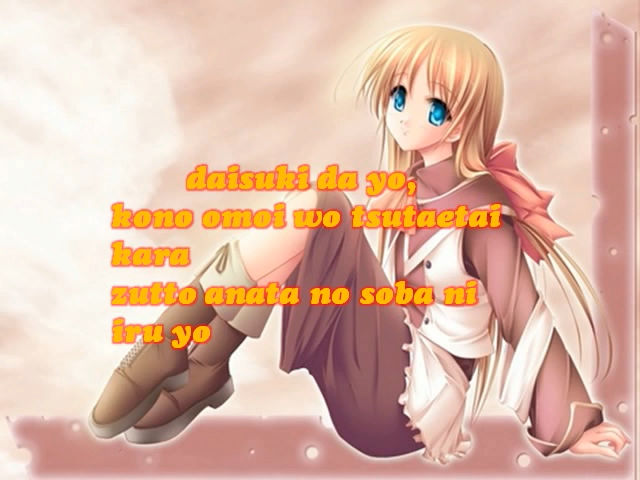 daisuki da yo,
kono omoi wo tsutaetai
kara
zutto anata no soba ni
iru yo